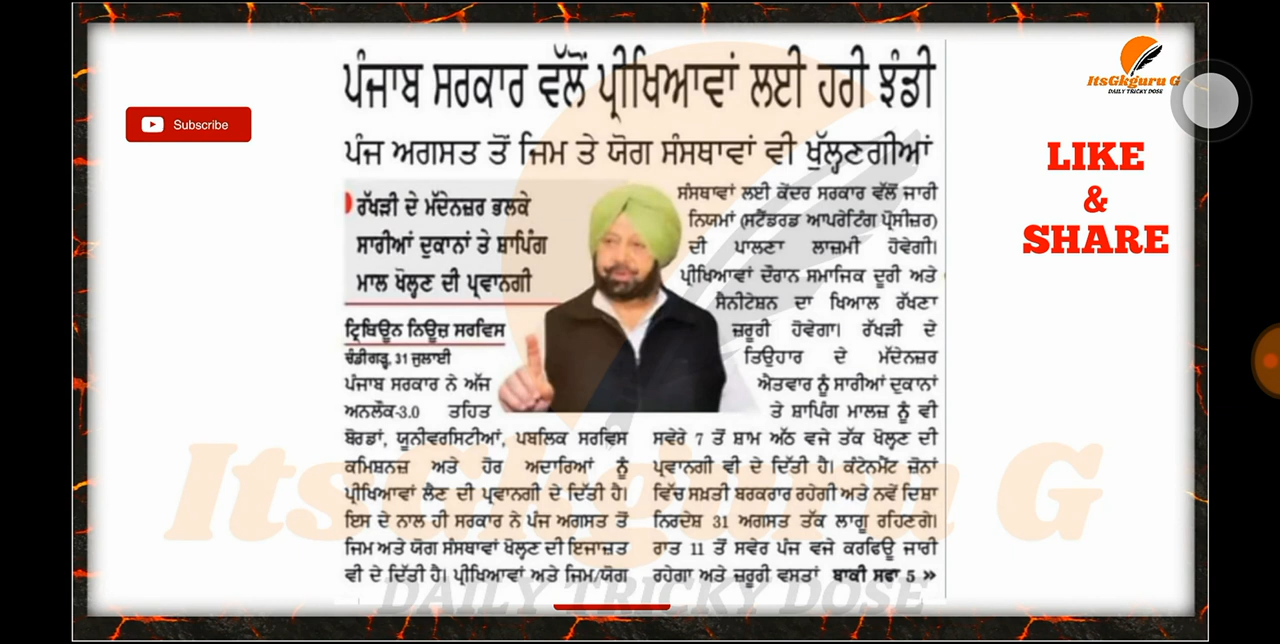 ਪੰਜਾਬ ਸਰਕਾਰ ਵੱਲੋਂ ਪ੍ਰੀਖਿਆਵਾਂ ਲਈ ਹਰੀ ਝੰਡੀ
ਪੰਜ ਅਗਸਤ ਤੋਂ ਜਿਮ ਤੇ ਯੋਗ ਸੰਸਥਾਵਾਂ ਵੀ ਖੁੱਲ੍ਹਣਗੀਆਂ
ਰੱਖੜੀ ਦੇ ਮੱਦੇਨਜ਼ਰ ਭਲਕੇ
ਸਾਰੀਆਂ ਦੁਕਾਨਾਂ ਤੇ ਸ਼ਾਪਿੰਗ
ਮਾਲ ਖੋਲ੍ਹਣ ਦੀ ਪ੍ਰਵਾਨਗੀ
ਟ੍ਰਿਬਿਊਨ ਨਿਊਜ਼ ਸਰਵਿਸ
ਚੰਡੀਗੜ੍ਹ, 31 ਜੁਲਾਈ
ਪੰਜਾਬ ਸਰਕਾਰ ਨੇ ਅੱਜ
ਅਨਲੌਕ-3.0 ਤਹਿਤ
ਬੋਰਡਾਂ, ਯੂਨੀਵਰਸਿਟੀਆਂ, ਪਬਲਿਕ ਸਰਵਿਸ
ਕਮਿਸ਼ਨਜ਼ ਅਤੇ ਹੋਰ ਅਦਾਰਿਆਂ ਨੂੰ
ਪ੍ਰੀਖਿਆਵਾਂ ਲੈਣ ਦੀ ਪ੍ਰਵਾਨਗੀ ਦੇ ਦਿੱਤੀ ਹੈ।
ਇਸ ਦੇ ਨਾਲ ਹੀ ਸਰਕਾਰ ਨੇ ਪੰਜ ਅਗਸਤ ਤੋਂ
ਜਿਮ ਅਤੇ ਯੋਗ ਸੰਸਥਾਵਾਂ ਖੋਲ੍ਹਣ ਦੀ ਇਜਾਜ਼ਤ
ਵੀ ਦੇ ਦਿੱਤੀ ਹੈ। ਪ੍ਰੀਖਿਆਵਾਂ ਅਤੇ ਜਿਮ/ਯੋਗ
ਸੰਸਥਾਵਾਂ ਲਈ ਕੇਂਦਰ ਸਰਕਾਰ ਵੱਲੋਂ ਜਾਰੀ
ਨਿਯਮਾਂ (ਸਟੈਂਡਰਡ ਆਪਰੇਟਿੰਗ ਪ੍ਰੌਸੀਜ਼ਰ)
ਦੀ ਪਾਲਣਾ ਲਾਜ਼ਮੀ ਹੋਵੇਗੀ।
ਪ੍ਰੀਖਿਆਵਾਂ ਦੌਰਾਨ ਸਮਾਜਿਕ ਦੂਰੀ ਅਤੇ
ਸੈਨੀਟੇਸ਼ਨ ਦਾ ਖਿਆਲ ਰੱਖਣਾ
ਜ਼ਰੂਰੀ ਹੋਵੇਗਾ। ਰੱਖੜੀ ਦੇ
ਤਿਉਹਾਰ ਦੇ ਮੱਦੇਨਜ਼ਰ
ਐਤਵਾਰ ਨੂੰ ਸਾਰੀਆਂ ਦੁਕਾਨਾਂ
ਤੇ ਸ਼ਾਪਿੰਗ ਮਾਲਜ਼ ਨੂੰ ਵੀ
ਸਵੇਰੇ 7 ਤੋਂ ਸ਼ਾਮ ਅੱਠ ਵਜੇ ਤੱਕ ਖੋਲ੍ਹਣ ਦੀ
ਪ੍ਰਵਾਨਗੀ ਵੀ ਦੇ ਦਿੱਤੀ ਹੈ। ਕੰਟੇਨਮੈਂਟ ਜ਼ੋਨਾਂ
ਵਿੱਚ ਸਖ਼ਤੀ ਬਰਕਰਾਰ ਰਹੇਗੀ ਅਤੇ ਨਵੇਂ ਦਿਸ਼ਾ
ਨਿਰਦੇਸ਼ 31 ਅਗਸਤ ਤੱਕ ਲਾਗੂ ਰਹਿਣਗੇ।
ਰਾਤ 11 ਤੋਂ ਸਵੇਰ ਪੰਜ ਵਜੇ ਕਰਫਿਊ ਜਾਰੀ
ਰਹੇਗਾ ਅਤੇ ਜ਼ਰੂਰੀ ਵਸਤਾਂ ਬਾਕੀ ਸਫਾ 5 »
Subscribe
ItsGkguru G
DAILY TRICKY DOSE
LIKE
&
SHARE
ItsGkguru G
DAILY TRICKY DOSE